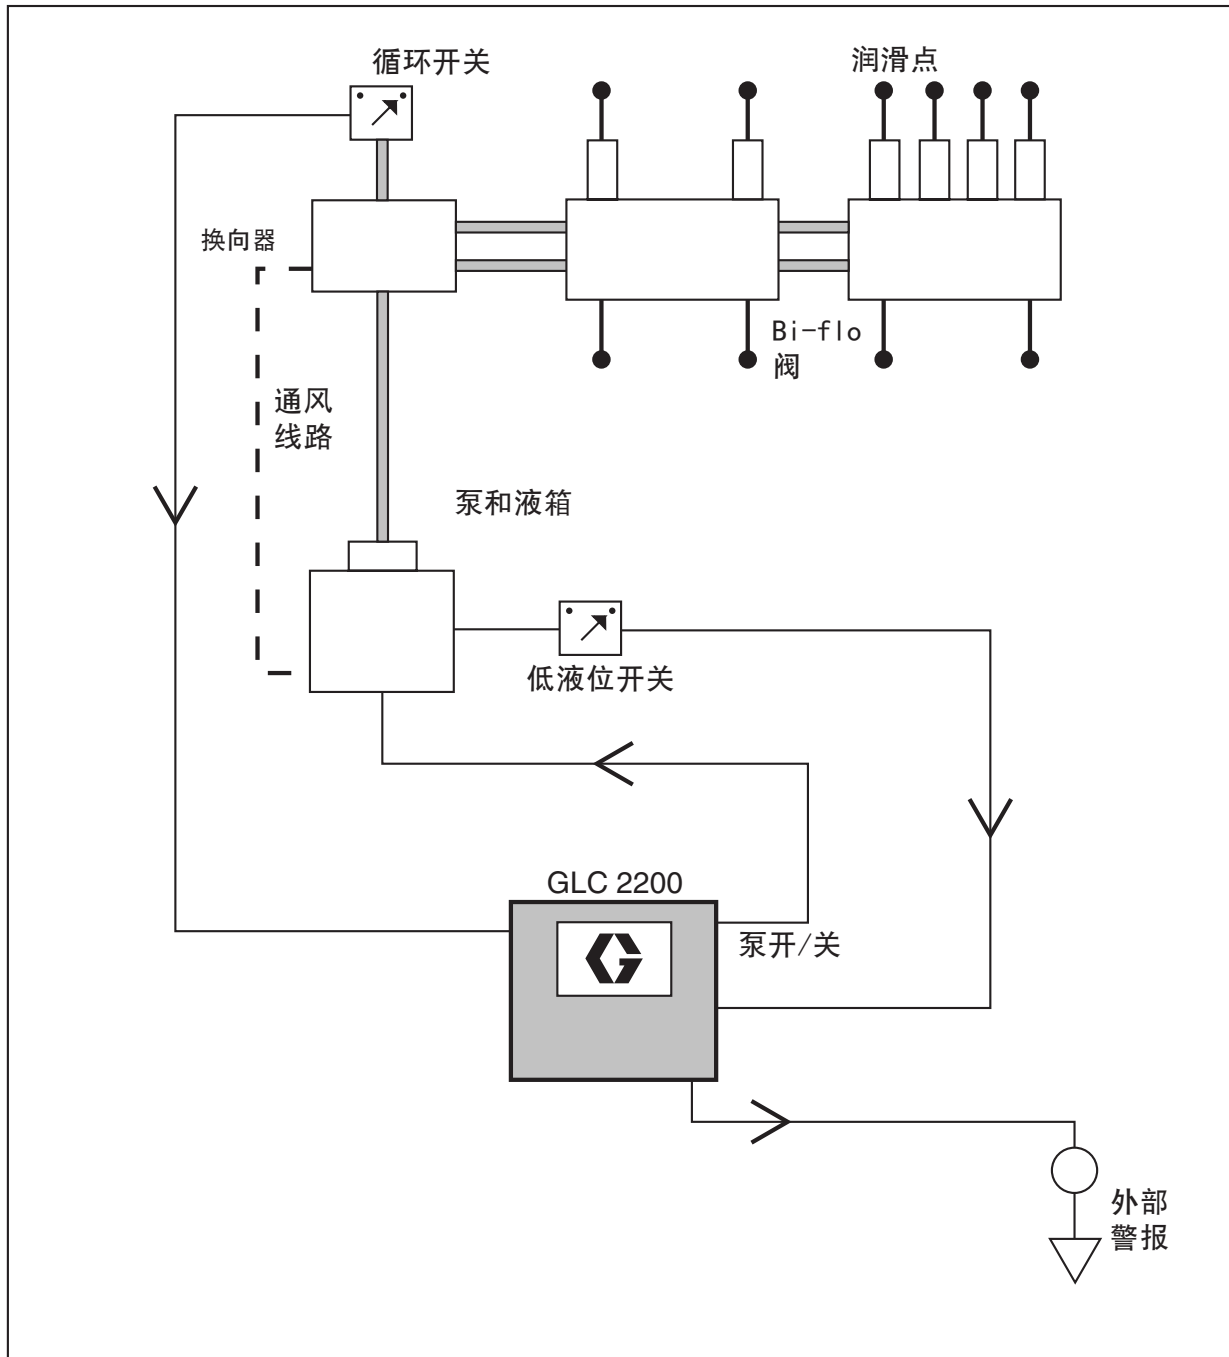 循环开关
润滑点
换向器
Bi-flo
阀
通风
线路
泵和液箱
低液位开关
GLC 2200
泵开/关
外部
警报